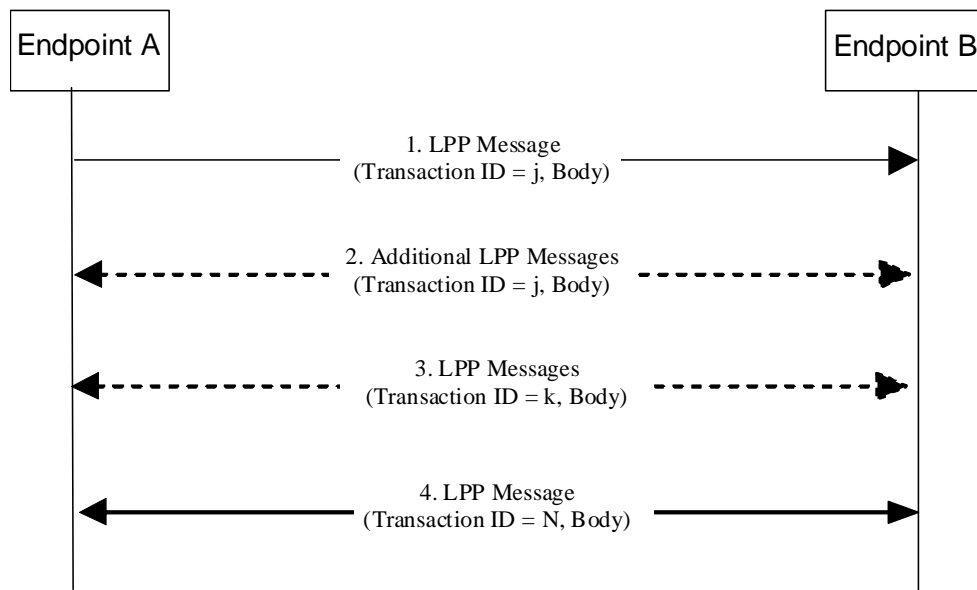 Endpoint A
Endpoint B
1. LPP Message
(Transaction ID = j, Body)
2. Additional LPP Messages
(Transaction ID = j, Body)
3. LPP Messages
(Transaction ID = k, Body)
4. LPP Message
(Transaction ID = N, Body)